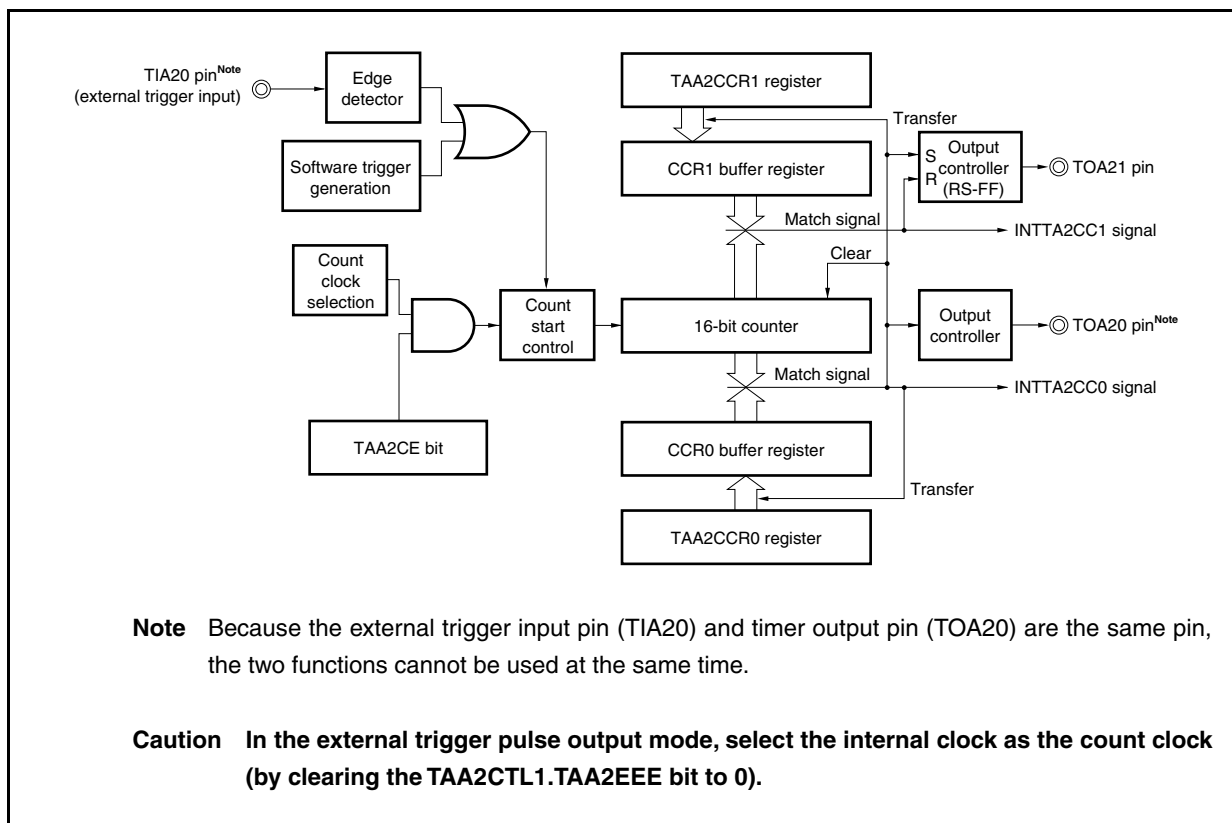 TIA20 pinNote
(external trigger input)
Edge
detector
TAA2CCR1 register
Transfer
Software trigger
generation
CCR1 buffer register
S
R
Output
controller
(RS-FF)
TOA21 pin
Match signal
INTTA2CC1 signal
Count
clock
selection
Clear
Count
start
control
16-bit counter
Output
controller
TOA20 pinNote
Match signal
INTTA2CC0 signal
TAA2CE bit
CCR0 buffer register
Transfer
TAA2CCR0 register
Note Because the external trigger input pin (TIA20) and timer output pin (TOA20) are the same pin,
the two functions cannot be used at the same time.
Caution In the external trigger pulse output mode, select the internal clock as the count clock
(by clearing the TAA2CTL1.TAA2EEE bit to 0).